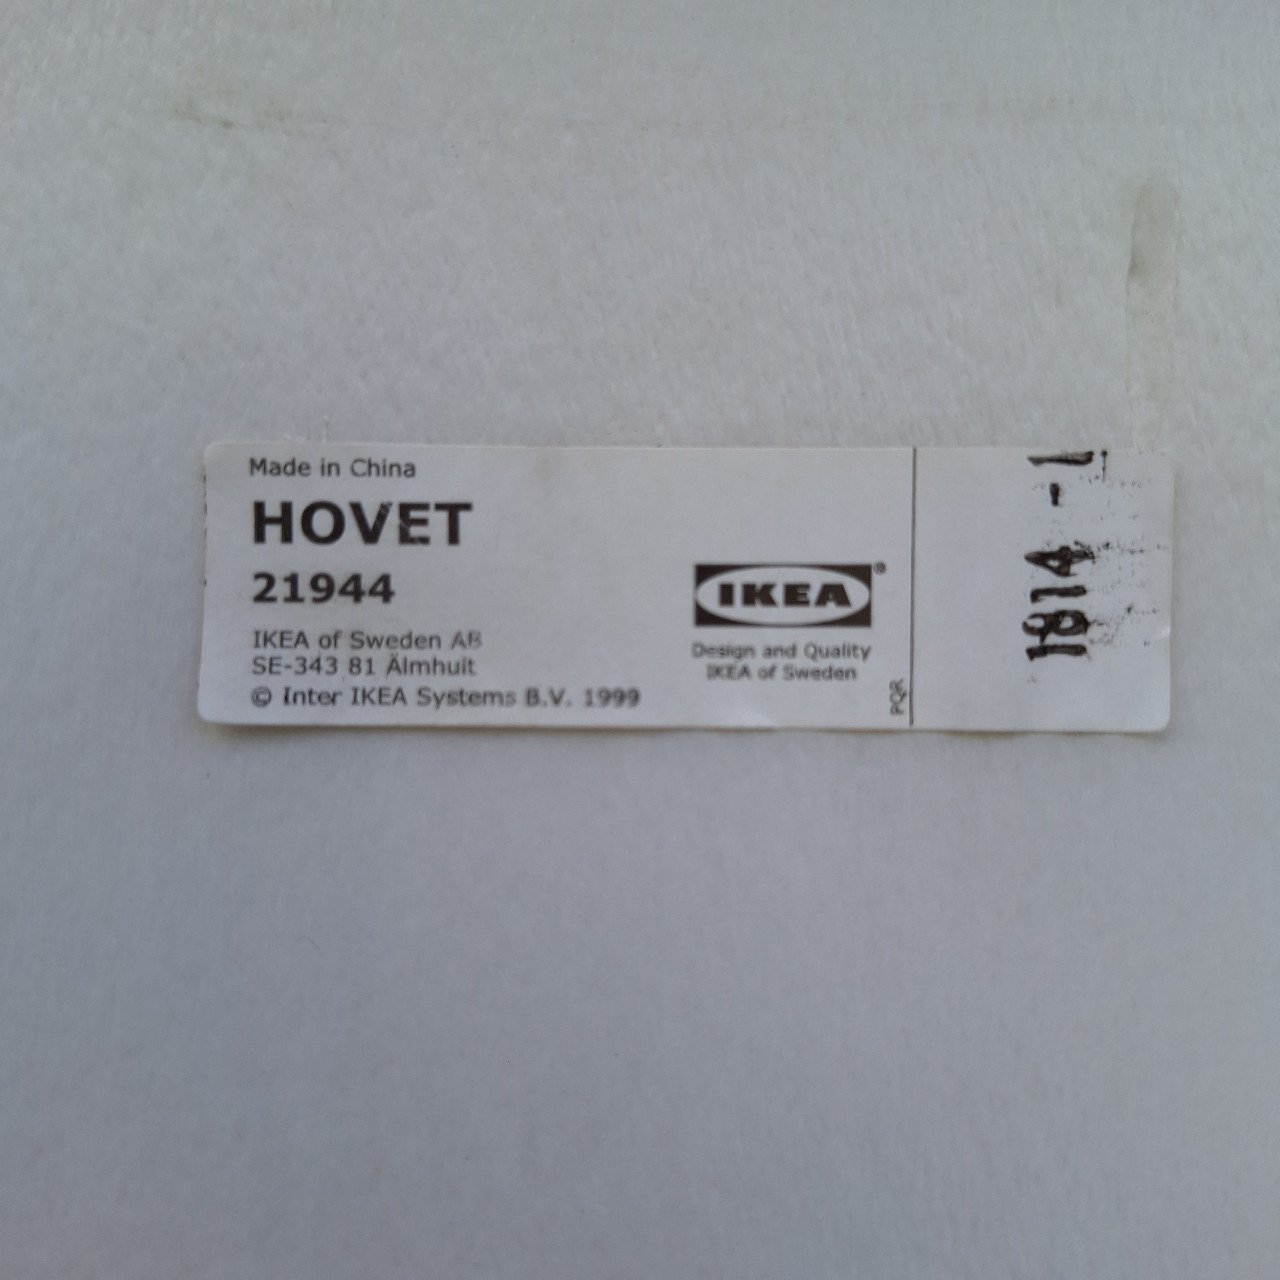 Made in China
HOVET
21944
IKEA of Sweden AB
SE-343 81 Älmhult
© Inter IKEA Systems B.V. 1999
IKEA®
Design and Quality
IKEA of Sweden
PQR
1814-1